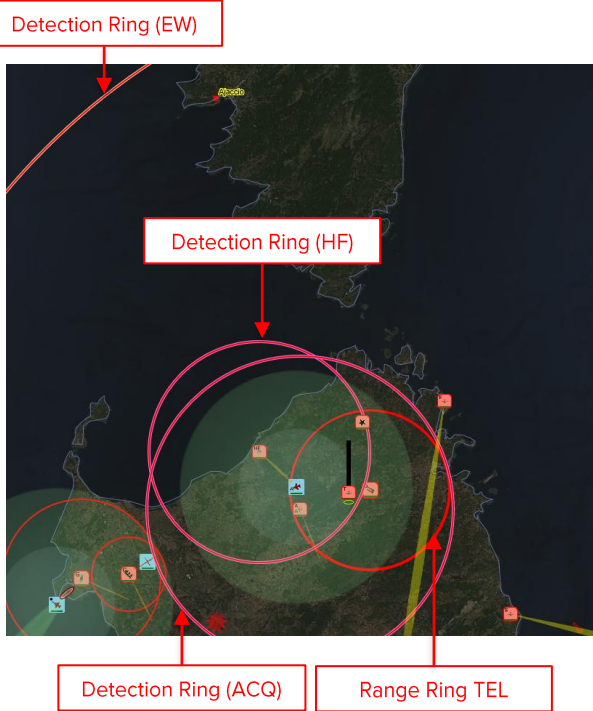 Detection Ring (EW)
Ajaccio
Detection Ring (HF)
Detection Ring (ACQ)
Range Ring TEL